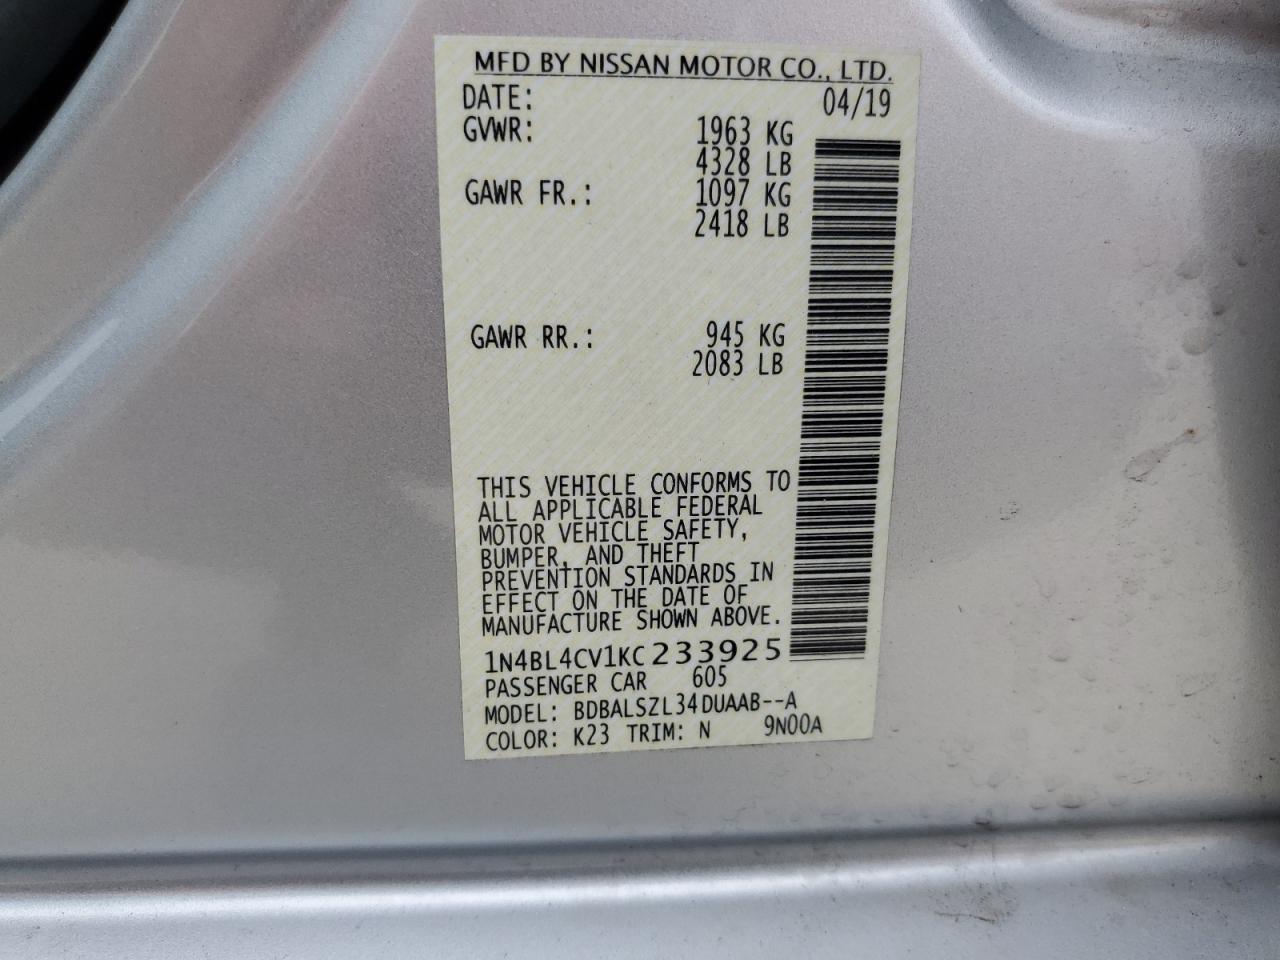 MFD BY NISSAN MOTOR CO., LTD.
DATE: 04/19
GVWR: 1963 KG
4328 LB
GAWR FR.: 1097 KG
2418 LB
GAWR RR.: 945 KG
2083 LB
THIS VEHICLE CONFORMS TO
ALL APPLICABLE FEDERAL
MOTOR VEHICLE SAFETY,
BUMPER, AND THEFT
PREVENTION STANDARDS IN
EFFECT ON THE DATE OF
MANUFACTURE SHOWN ABOVE.
1N4BL4CV1KC233925
PASSENGER CAR 605
MODEL: BDBALSZL34DUAAB--A
COLOR: K23 TRIM: N 9N00A